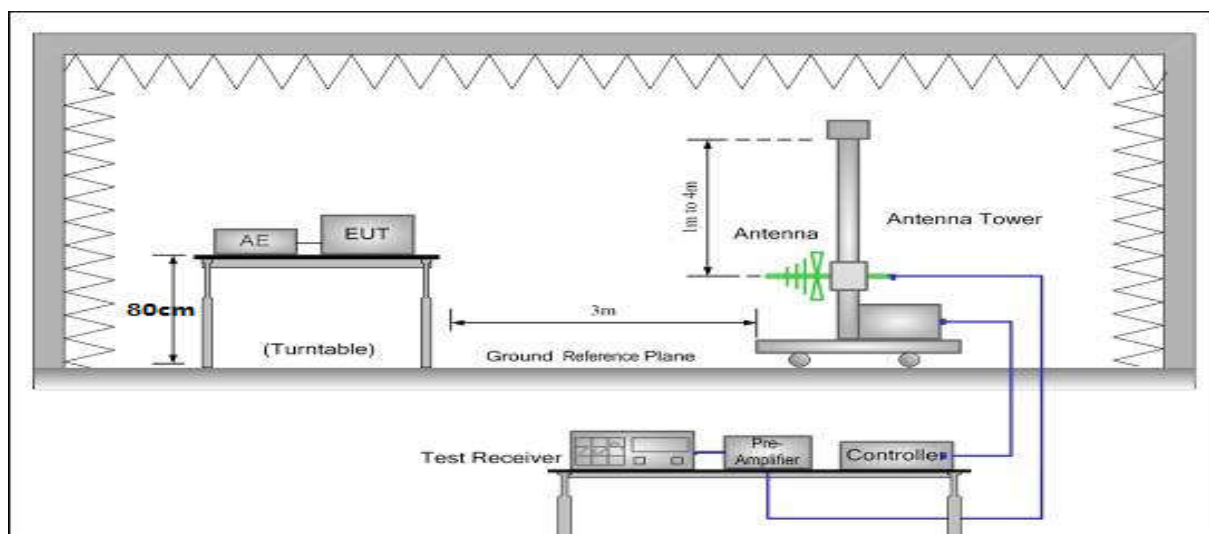 1m to 4m
Antenna Tower
Antenna
AE
EUT
80cm
3m
(Turntable)
Ground Reference Plane
Test Receiver
Pre-
Amplifier
Controller